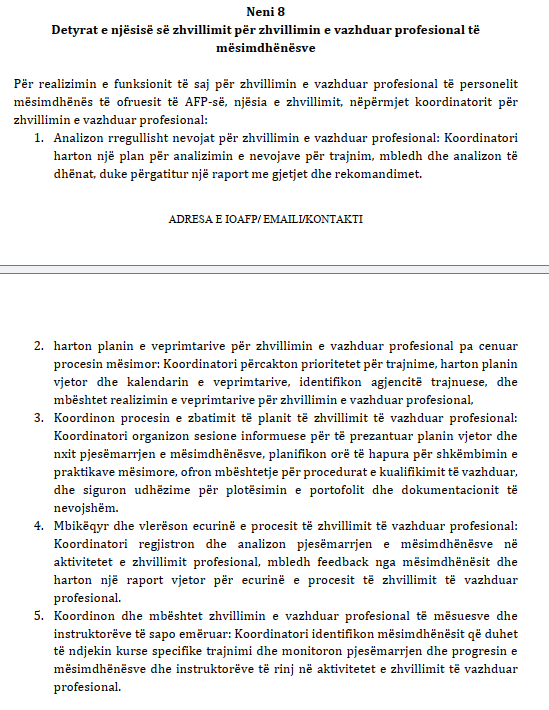 Neni 8
Detyrat e njësisë së zhvillimit për zhvillimin e vazhduar profesional të
mësimdhënësve
Për realizimin e funksionit të saj për zhvillimin e vazhduar profesional të personelit
mësimdhënës të ofruesit të AFP-së, njësia e zhvillimit, nëpërmjet koordinatorit për
zhvillimin e vazhduar profesional:
1. Analizon rregullisht nevojat për zhvillimin e vazhduar profesional: Koordinatori
harton një plan për analizimin e nevojave për trajnim, mbledh dhe analizon të
dhënat, duke përgatitur një raport me gjetjet dhe rekomandimet.
ADRESA E IOAFP/ EMAILI/KONTAKTI
2. harton planin e veprimtarive për zhvillimin e vazhduar profesional pa cenuar
procesin mësimor: Koordinatori përcakton prioritetet për trajnime, harton planin
vjetor dhe kalendarin e veprimtarive, identifikon agjencitë trajnuese, dhe
mbështet realizimin e veprimtarive për zhvillimin e vazhduar profesional,
3. Koordinon procesin e zbatimit të planit të zhvillimit të vazhduar profesional:
Koordinatori organizon sesione informuese për të prezantuar planin vjetor dhe
nxit pjesëmarrjen e mësimdhënësve, planifikon orë të hapura për shkëmbimin e
praktikave mësimore, ofron mbështetje për procedurat e kualifikimit të vazhduar,
dhe siguron udhëzime për plotësimin e portofolit dhe dokumentacionit të
nevojshëm.
4. Mbikëqyr dhe vlerëson ecurinë e procesit të zhvillimit të vazhduar profesional:
Koordinatori regjistron dhe analizon pjesëmarrjen e mësimdhënësve në
aktivitetet e zhvillimit profesional, mbledh feedback nga mësimdhënësit dhe
harton një raport vjetor për ecurinë e procesit të zhvillimit të vazhduar
profesional.
5. Koordinon dhe mbështet zhvillimin e vazhduar profesional të mësuesve dhe
instruktorëve të sapo emëruar: Koordinatori identifikon mësimdhënësit që duhet
të ndjekin kurse specifike trajnimi dhe monitoron pjesëmarrjen dhe progresin e
mësimdhënësve dhe instruktorëve të rinj në aktivitetet e zhvillimit të vazhduar
profesional.